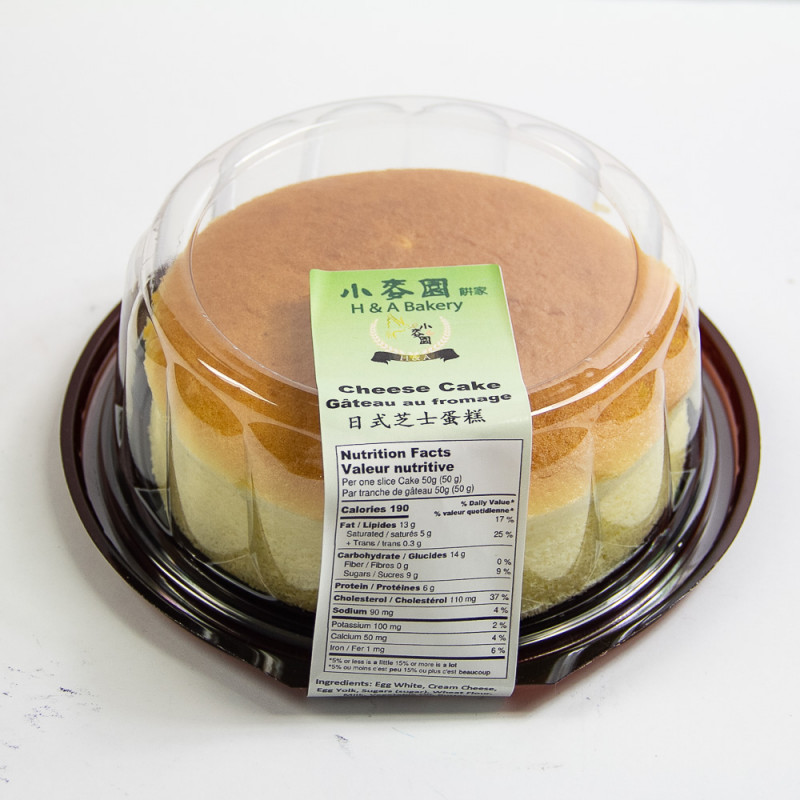 小麥園 餅家
H & A Bakery
小麥園
H & A
Cheese Cake
Gâteau au fromage
日式芝士蛋糕
Nutrition Facts
Valeur nutritive
Per one slice Cake 50g (50 g)
Par tranche de gâteau 50g (50 g)
Calories 190
% Daily Value*
% valeur quotidienne*
Fat / Lipides 13 g 17 %
Saturated / saturés 5 g 25 %
+ Trans / trans 0.3 g
Carbohydrate / Glucides 14 g
Fiber / Fibres 0 g 0 %
Sugars / Sucres 9 g 9 %
Protein / Protéines 6 g
Cholesterol / Cholestérol 110 mg 37 %
Sodium 90 mg 4 %
Potassium 100 mg 2 %
Calcium 50 mg 4 %
Iron / Fer 1 mg 6 %
*5% or less is a little 15% or more is a lot
*5% ou moins c'est peu 15% ou plus c'est beaucoup
Ingredients: Egg White, Cream Cheese,
Egg Yolk, Sugars (sugar), Wheat Flour,